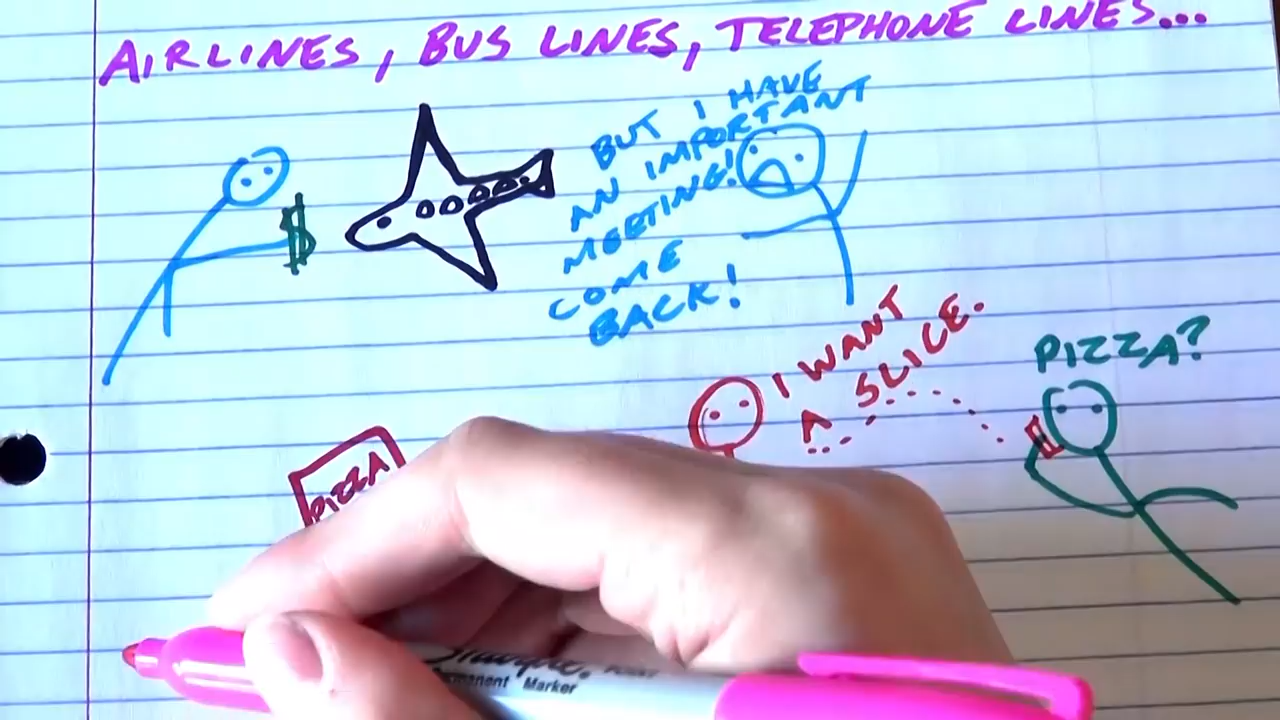 AIRLINES, BUS LINES, TELEPHONE LINES...
$
BUT I HAVE
AN IMPORTANT
MEETING!
COME
BACK!
I WANT
A SLICE.
PIZZA?
PIZZA
Sharpie.
Permanent Marker